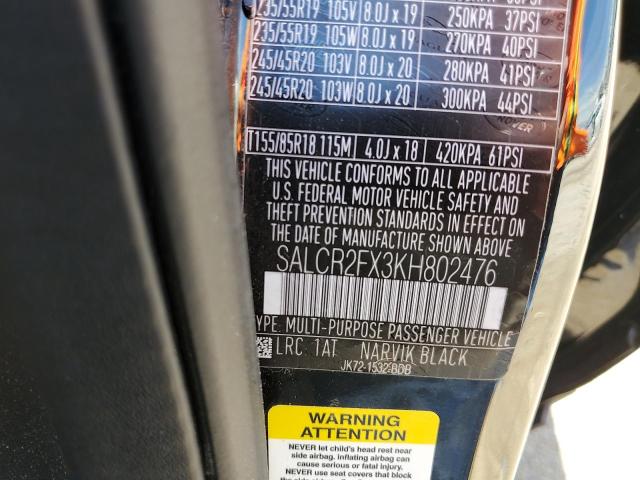 235/55R19 105V 8.0J x 19 250KPA 37PSI
235/55R19 105W 8.0J x 19 270KPA 40PSI
245/45R20 103V 8.0J x 20 280KPA 41PSI
245/45R20 103W 8.0J x 20 300KPA 44PSI
T155/85R18 115M 4.0J x 18 420KPA 61PSI
THIS VEHICLE CONFORMS TO ALL APPLICABLE
U.S. FEDERAL MOTOR VEHICLE SAFETY AND
THEFT PREVENTION STANDARDS IN EFFECT ON
THE DATE OF MANUFACTURE SHOWN ABOVE.
SALCR2FX3KH802476
TYPE: MULTI-PURPOSE PASSENGER VEHICLE
LRC 1AT NARVIK BLACK
WARNING
ATTENTION
NEVER let child's head rest near
side airbag. inflating airbag can
cause serious or fatal injury.
NEVER use seat covers that block